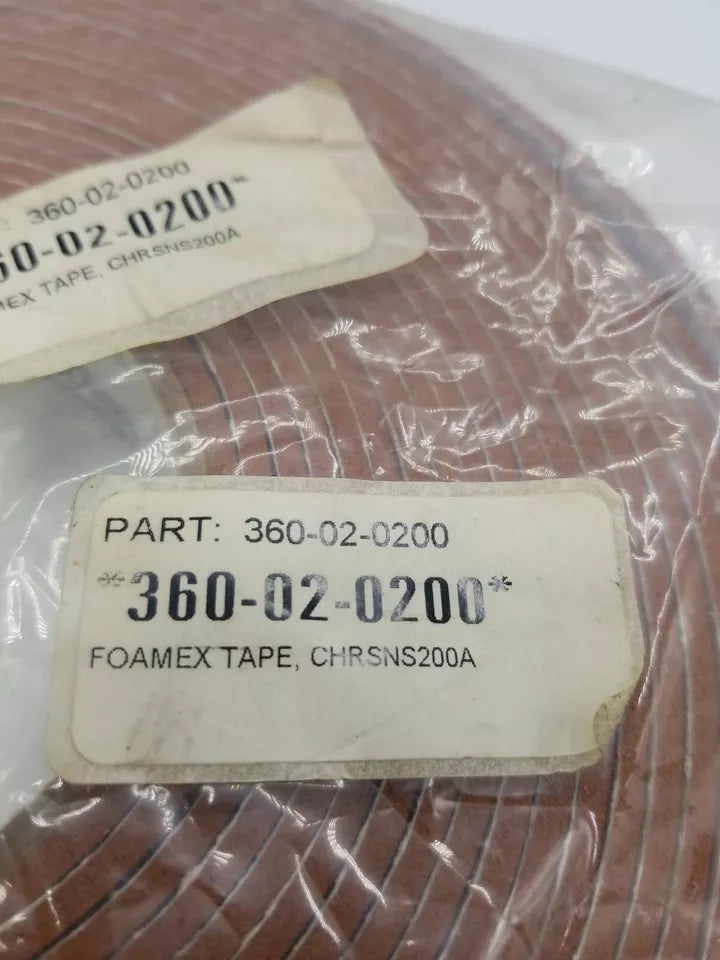 : 360-02-0200
60-02-0200*
MEX TAPE, CHRSNS200A
PART: 360-02-0200
*360-02-0200*
FOAMEX TAPE, CHRSNS200A